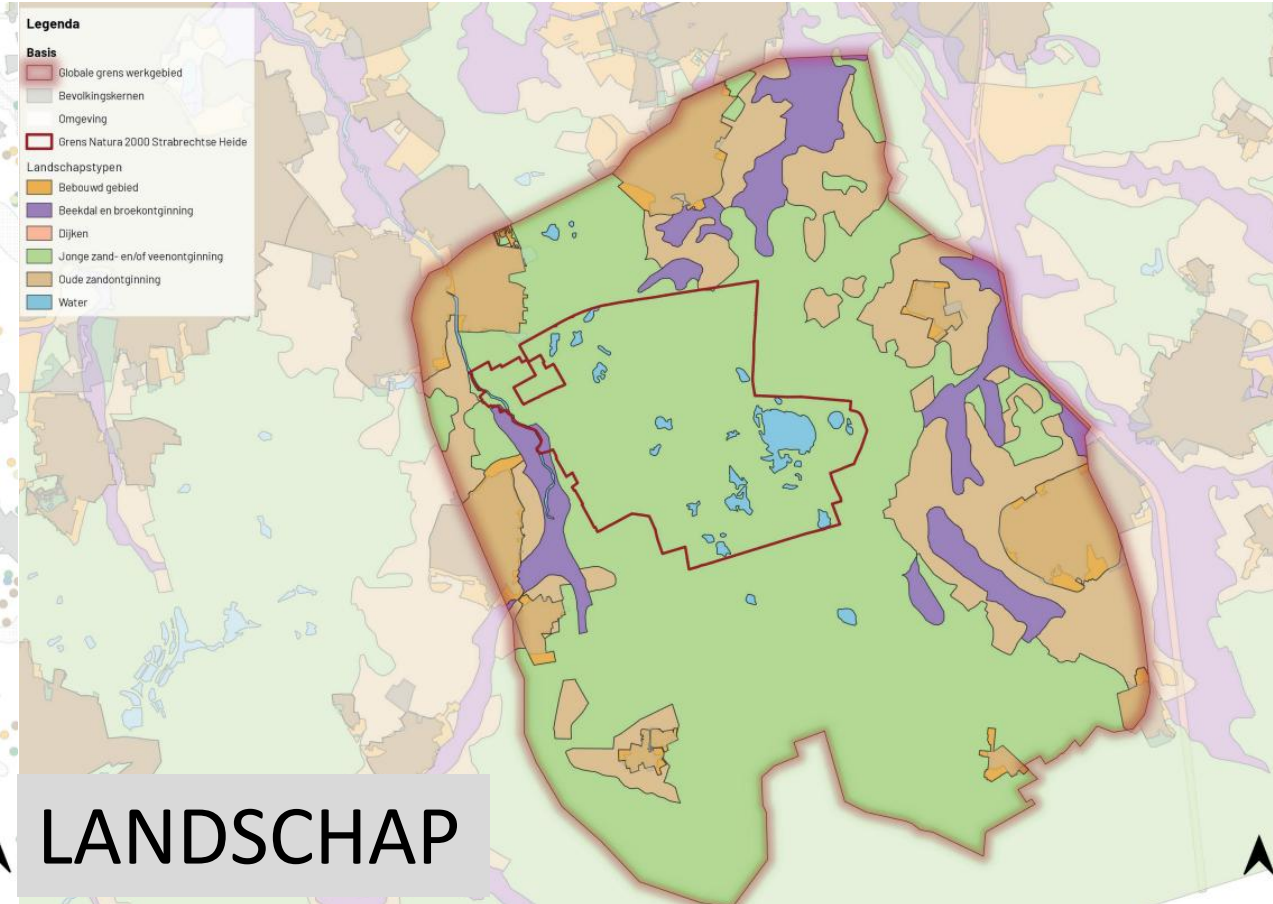 Legenda
Basis
Globale grens werkgebied
Bevolkingskernen
Omgeving
Grens Natura 2000 Strabrechtse Heide
Landschapstypen
Bebouwd gebied
Beekdal en broekontginning
Dijken
Jonge zand- en/of veenontginning
Oude zandontginning
Water
LANDSCHAP